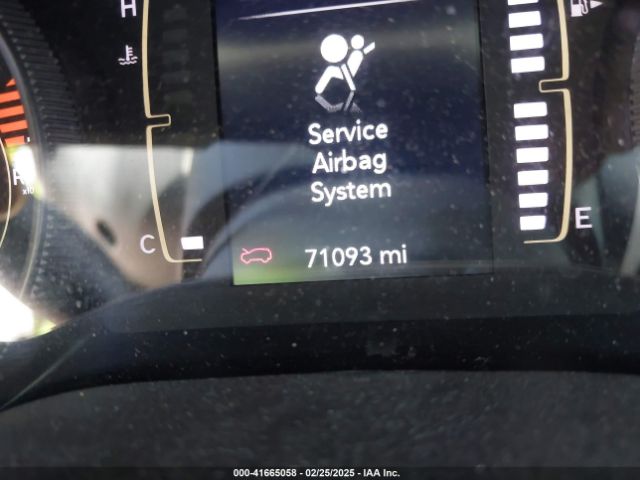 H
Service
Airbag
System
C
E
71093 mi
000-41665058 - 02/25/2025 - IAA Inc.